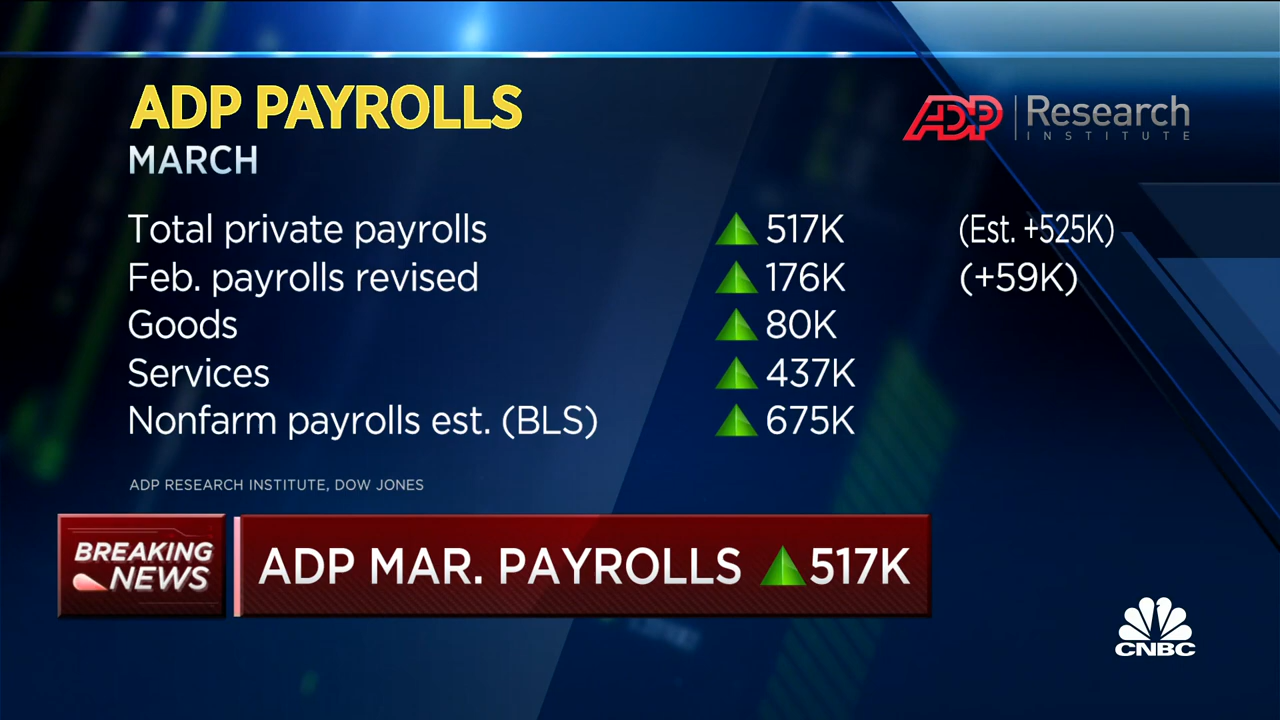 ADP PAYROLLS
MARCH
ADP Research
INSTITUTE
Total private payrolls 517K (Est. +525K)
Feb. payrolls revised 176K (+59K)
Goods 80K
Services 437K
Nonfarm payrolls est. (BLS) 675K
ADP RESEARCH INSTITUTE, DOW JONES
BREAKING
NEWS
ADP MAR. PAYROLLS 517K
CNBC